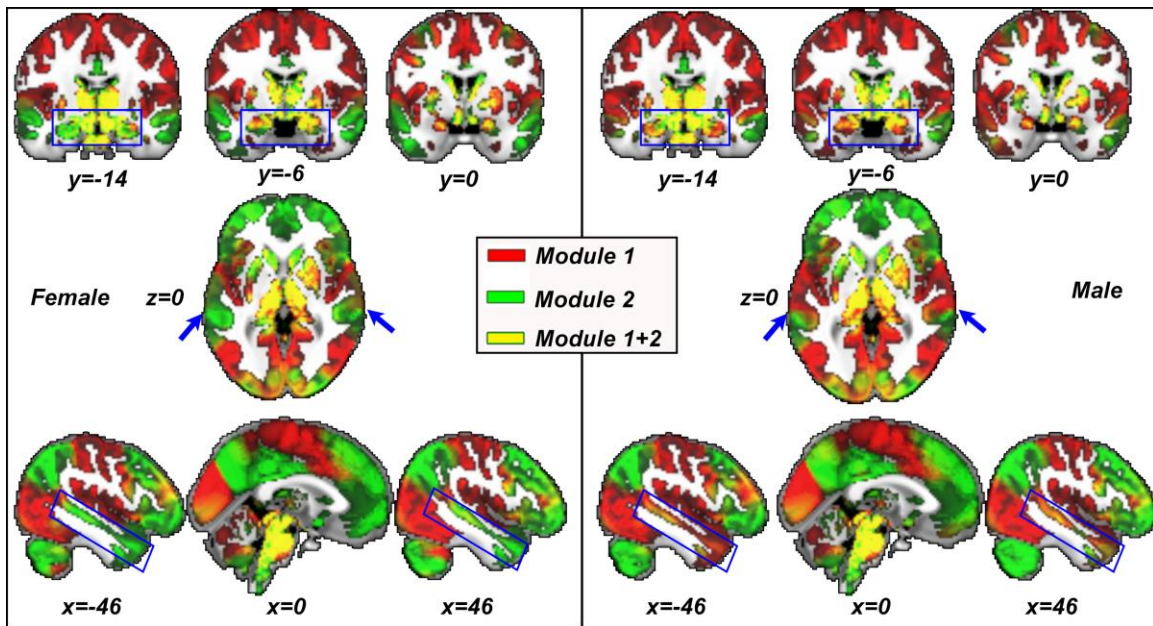 y=-14
y=-6
y=0
y=-14
y=-6
y=0
Module 1
Module 2
Module 1+2
Female
z=0
z=0
Male
x=-46
x=0
x=46
x=-46
x=0
x=46